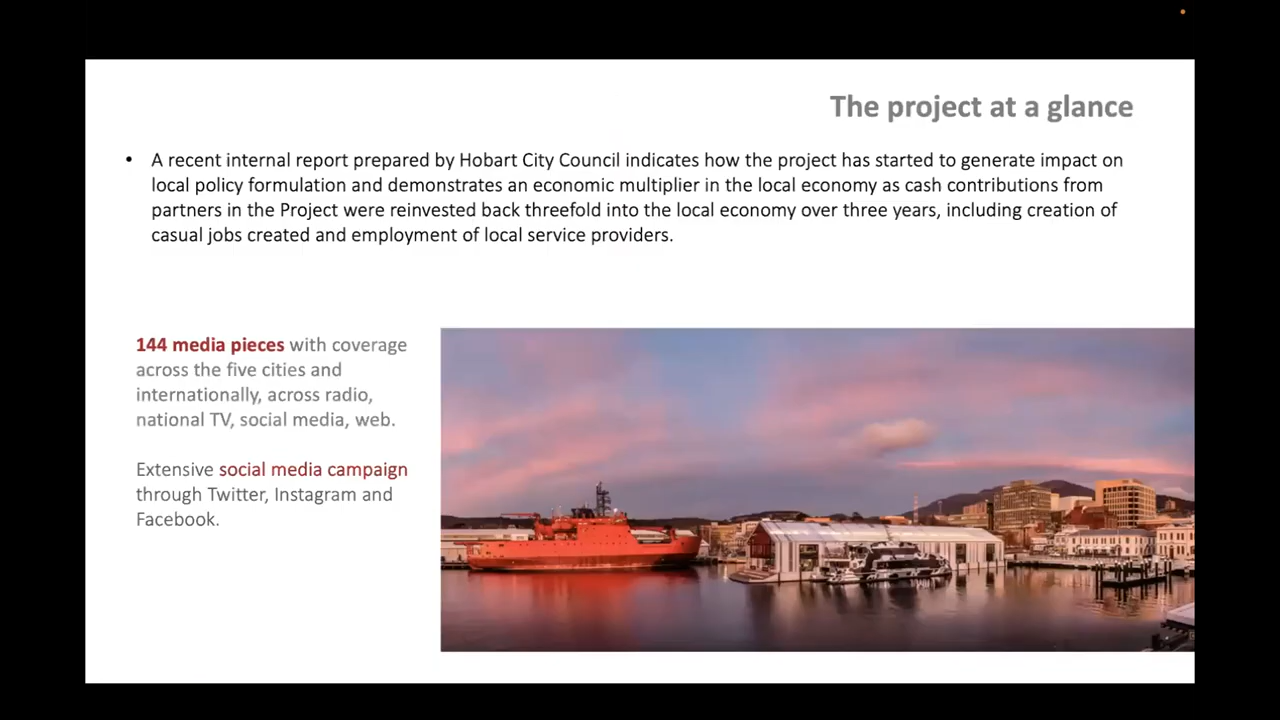 The project at a glance
• A recent internal report prepared by Hobart City Council indicates how the project has started to generate impact on
local policy formulation and demonstrates an economic multiplier in the local economy as cash contributions from
partners in the Project were reinvested back threefold into the local economy over three years, including creation of
casual jobs created and employment of local service providers.
144 media pieces with coverage
across the five cities and
internationally, across radio,
national TV, social media, web.
Extensive social media campaign
through Twitter, Instagram and
Facebook.